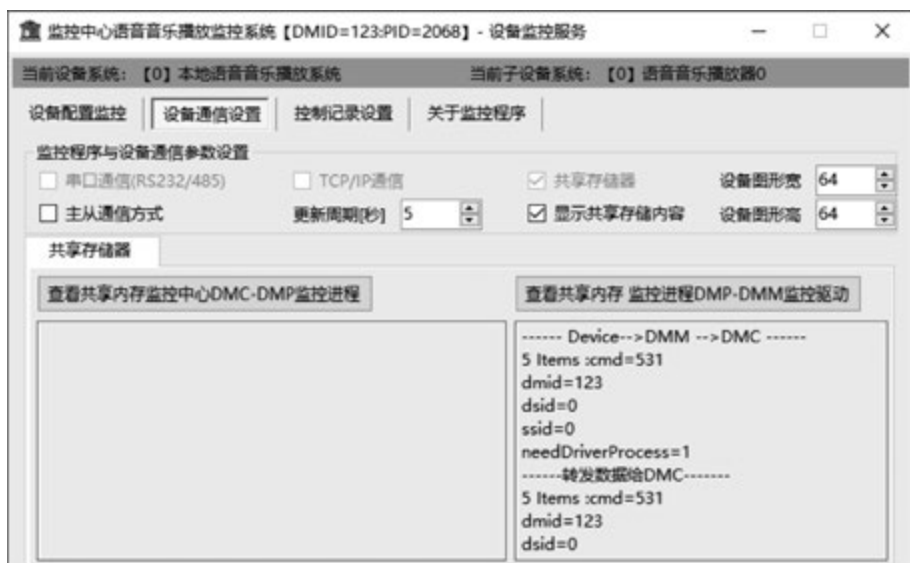 监控中心语音音乐播放监控系统【DMID=123:PID=2068】- 设备监控服务
当前设备系统：【0】本地语音音乐播放系统 当前子设备系统：【0】语音音乐播放器0
设备配置监控 设备通信设置 控制记录设置 关于监控程序
监控程序与设备通信参数设置
串口通信(RS232/485) TCP/IP通信 共享存储器 设备图形宽 64
主从通信方式 更新周期[秒] 5 显示共享存储内容 设备图形高 64
共享存储器
查看共享内存监控中心DMC-DMP监控进程 查看共享内存 监控进程DMP-DMM监控驱动
------ Device-->DMM -->DMC ------
5 Items :cmd=531
dmid=123
dsid=0
ssid=0
needDriverProcess=1
------转发数据给DMC-------
5 Items :cmd=531
dmid=123
dsid=0